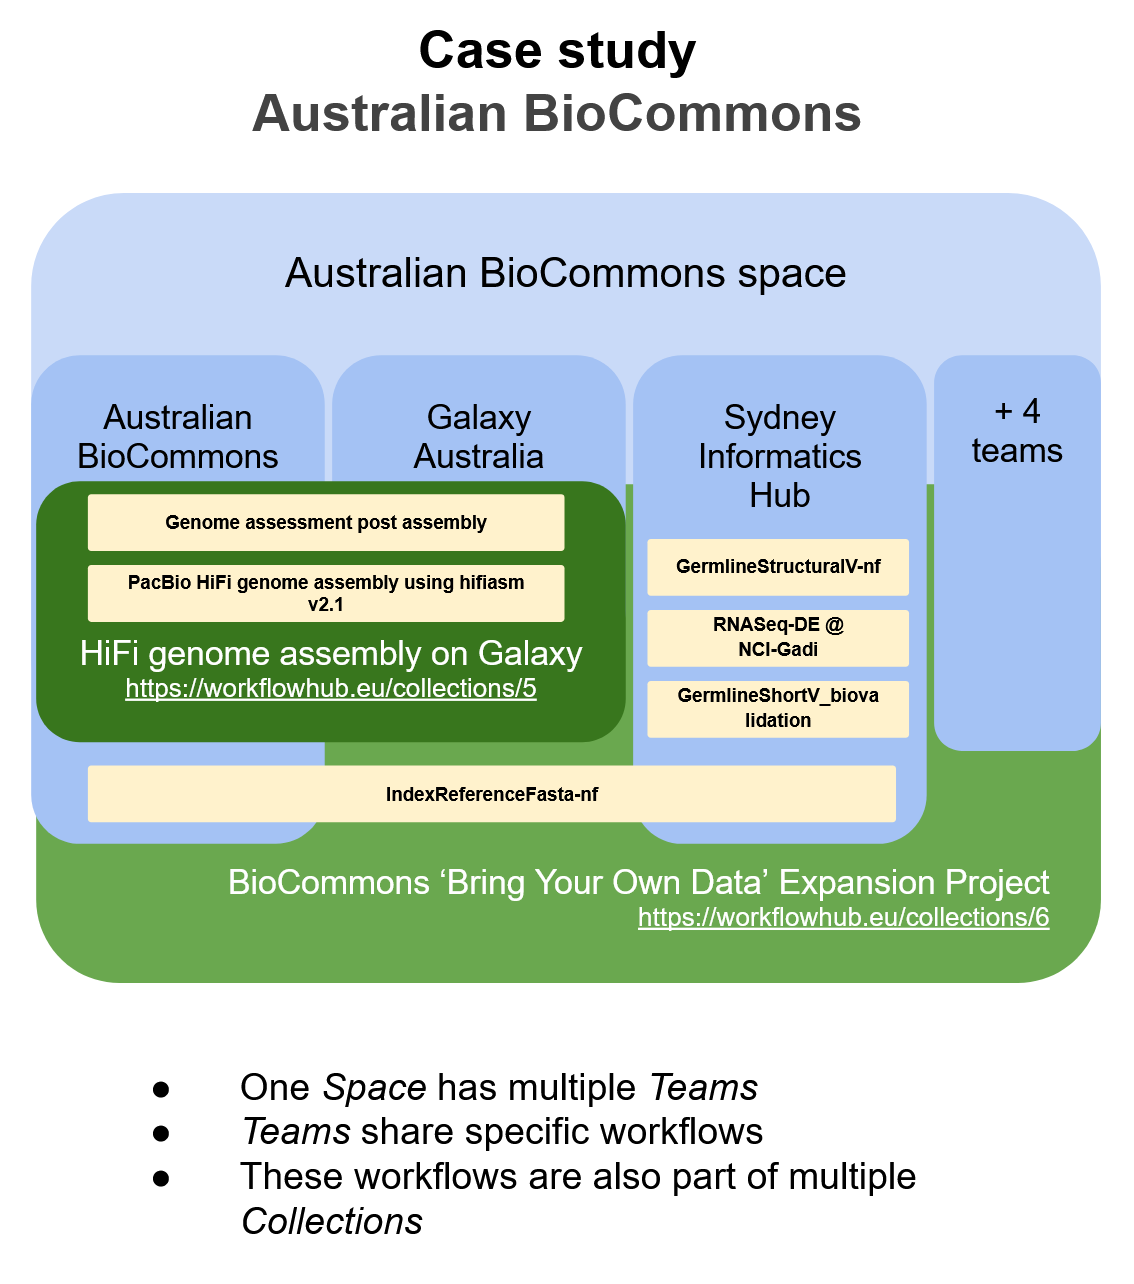 Case study
Australian BioCommons
Australian BioCommons space
Australian
BioCommons
Galaxy
Australia
Sydney
Informatics
Hub
+ 4
teams
Genome assessment post assembly
PacBio HiFi genome assembly using hifiasm
v2.1
HiFi genome assembly on Galaxy
https://workflowhub.eu/collections/5
GermlineStructuralV-nf
RNASeq-DE @
NCI-Gadi
GermlineShortV_biova
lidation
IndexReferenceFasta-nf
BioCommons ‘Bring Your Own Data’ Expansion Project
https://workflowhub.eu/collections/6
● One Space has multiple Teams
● Teams share specific workflows
● These workflows are also part of multiple
Collections